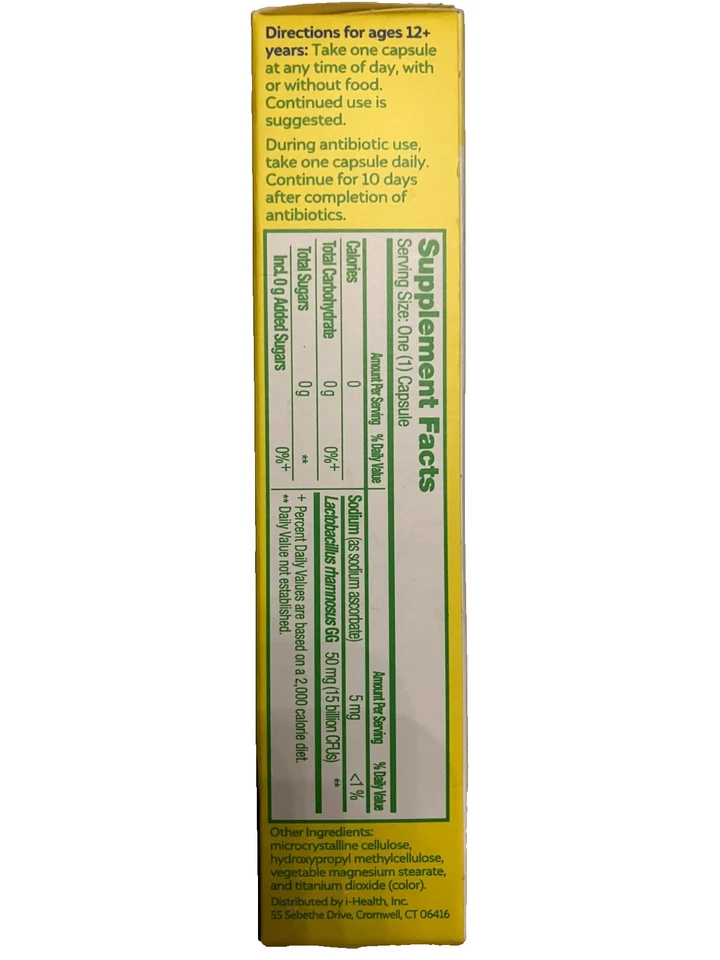 Directions for ages 12+
years: Take one capsule
at any time of day, with
or without food.
Continued use is
suggested.
During antibiotic use,
take one capsule daily.
Continue for 10 days
after completion of
antibiotics.
Supplement Facts
Serving Size: One (1) Capsule
Amount Per Serving % Daily Value
Calories 0
Total Carbohydrate 0g 0%+
Total Sugars 0g **
Incl. 0 g Added Sugars 0%+
Amount Per Serving % Daily Value
Sodium (as sodium ascorbate) 5 mg <1 %
Lactobacillus rhamnosus GG 50 mg (15 billion CFUs) **
+ Percent Daily Values are based on a 2,000 calorie diet.
** Daily Value not established.
Other Ingredients:
microcrystalline cellulose,
hydroxypropyl methylcellulose,
vegetable magnesium stearate,
and titanium dioxide (color).
Distributed by i-Health, Inc.
55 Sebethe Drive, Cromwell, CT 06416